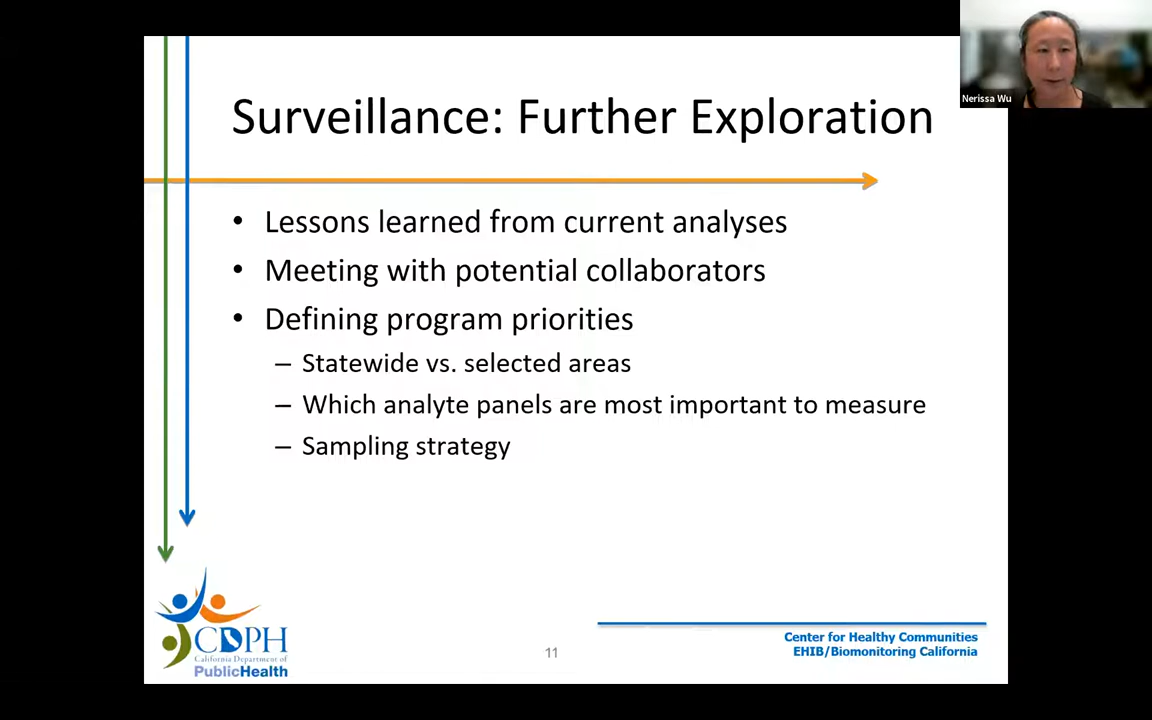 Nerissa Wu
Surveillance: Further Exploration
• Lessons learned from current analyses
• Meeting with potential collaborators
• Defining program priorities
– Statewide vs. selected areas
– Which analyte panels are most important to measure
– Sampling strategy
CDPH
California Department of
PublicHealth
11
Center for Healthy Communities
EHIB/Biomonitoring California